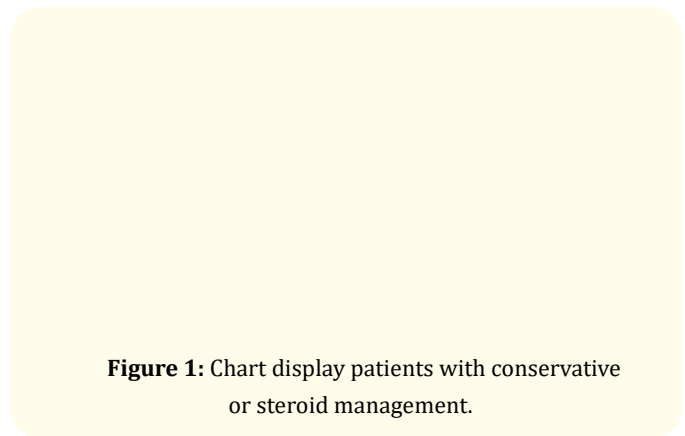 Figure 1: Chart display patients with conservative
or steroid management.